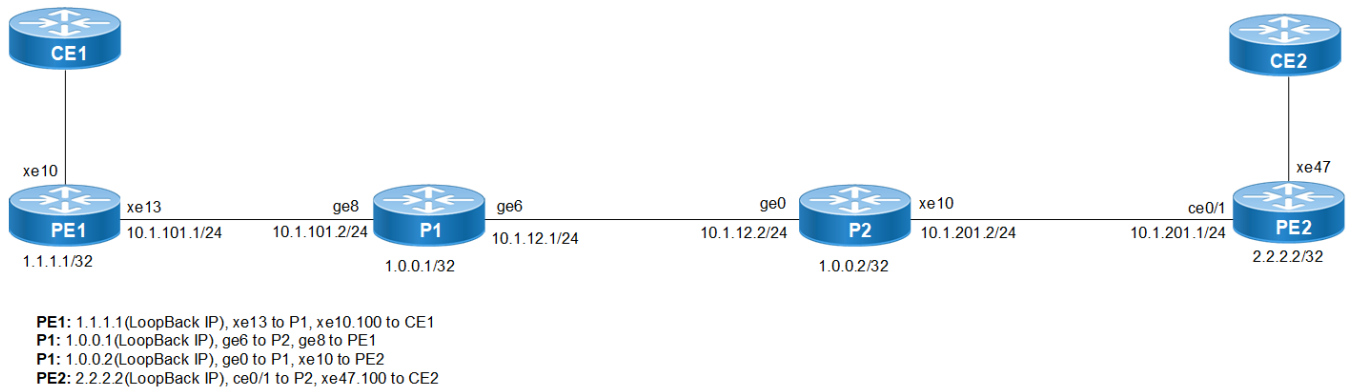 CE1
CE2
xe10
xe47
xe13
ge8
ge6
ge0
xe10
ce0/1
PE1
P1
P2
PE2
10.1.101.1/24
10.1.101.2/24
10.1.12.1/24
10.1.12.2/24
10.1.201.2/24
10.1.201.1/24
1.1.1.1/32
1.0.0.1/32
1.0.0.2/32
2.2.2.2/32
PE1: 1.1.1.1(LoopBack IP), xe13 to P1, xe10.100 to CE1
P1: 1.0.0.1(LoopBack IP), ge6 to P2, ge8 to PE1
P1: 1.0.0.2(LoopBack IP), ge0 to P1, xe10 to PE2
PE2: 2.2.2.2(LoopBack IP), ce0/1 to P2, xe47.100 to CE2